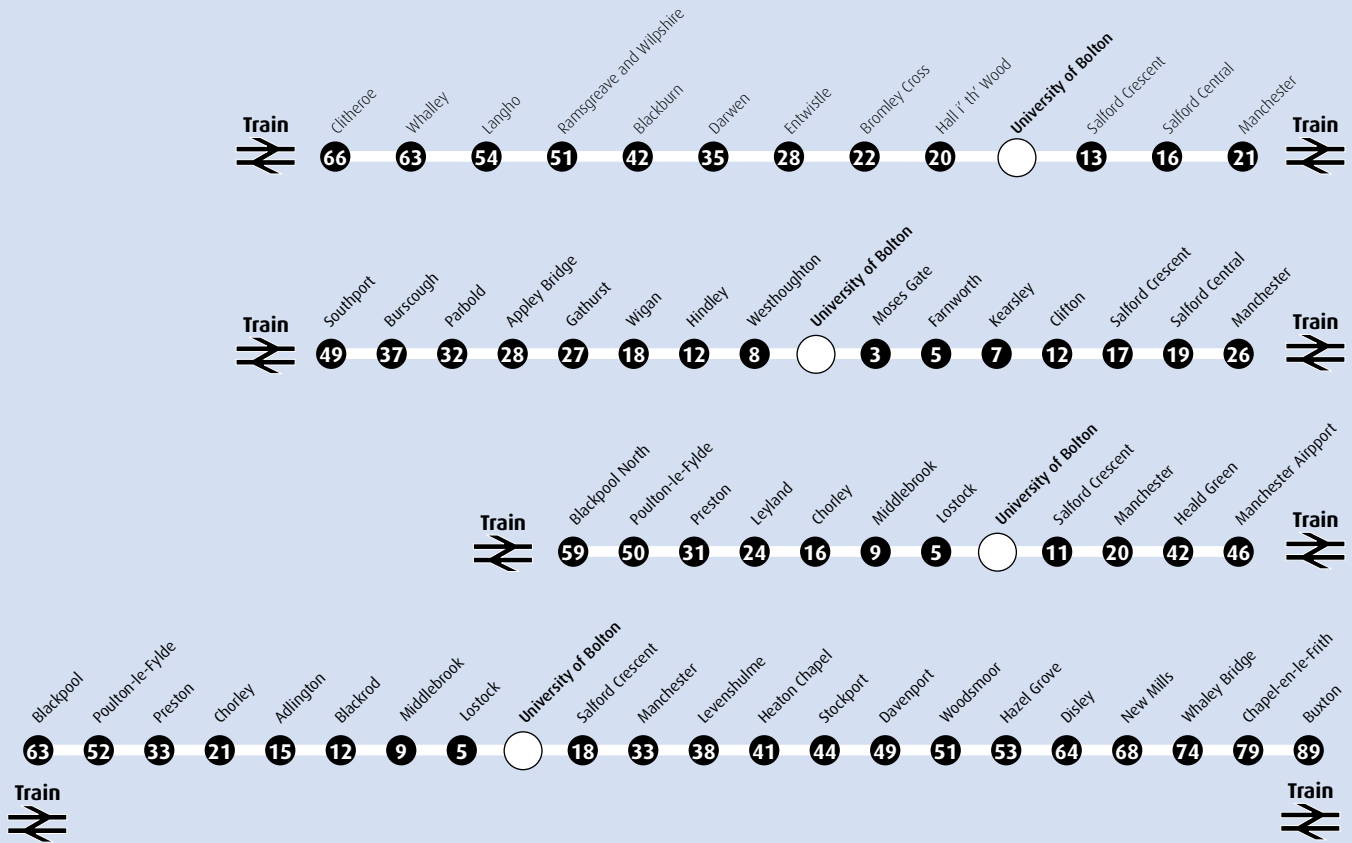 Train
Clitheroe
Whalley
Langho
Ramsgreave and Wilpshire
Blackburn
Darwen
Entwistle
Bromley Cross
Hall i' th' Wood
University of Bolton
Salford Crescent
Salford Central
Manchester
Train
66 63 54 51 42 35 28 22 20 13 16 21
Train
Southport
Burscough
Parbold
Appley Bridge
Gathurst
Wigan
Hindley
Westhoughton
University of Bolton
Moses Gate
Farnworth
Kearsley
Clifton
Salford Crescent
Salford Central
Manchester
Train
49 37 32 28 27 18 12 8 3 5 7 12 17 19 26
Train
Blackpool North
Poulton-le-Fylde
Preston
Leyland
Chorley
Middlebrook
Lostock
University of Bolton
Salford Crescent
Manchester
Heald Green
Manchester Airpport
Train
59 50 31 24 16 9 5 11 20 42 46
Blackpool
Poulton-le-Fylde
Preston
Chorley
Adlington
Blackrod
Middlebrook
Lostock
University of Bolton
Salford Crescent
Manchester
Levenshulme
Heaton Chapel
Stockport
Davenport
Woodsmoor
Hazel Grove
Disley
New Mills
Whaley Bridge
Chapel-en-le-Frith
Buxton
63 52 33 21 15 12 9 5 18 33 38 41 44 49 51 53 64 68 74 79 89
Train
Train